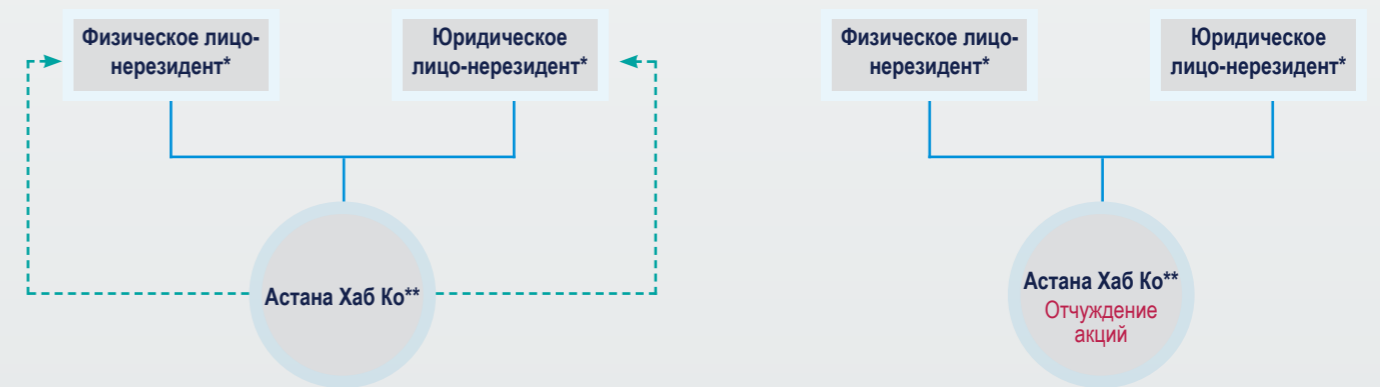 Физическое лицо-
нерезидент*
Юридическое
лицо-нерезидент*
Астана Хаб Ко**
Физическое лицо-
нерезидент*
Юридическое
лицо-нерезидент*
Астана Хаб Ко**
Отчуждение
акций